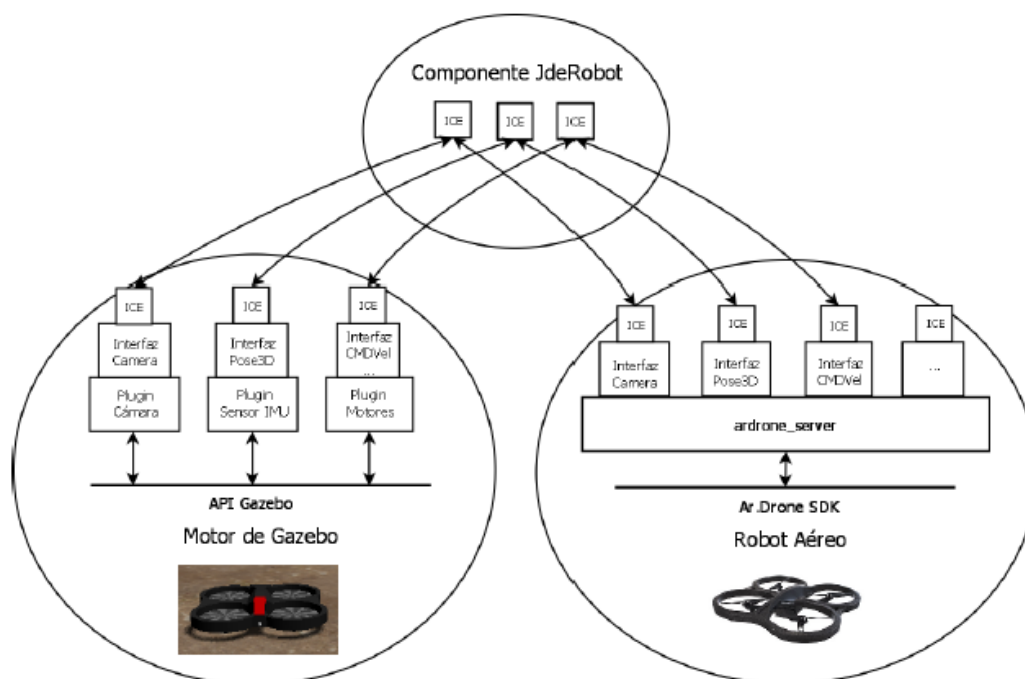 Componente JdeRobot
ICE
ICE
ICE
ICE
ICE
ICE
Interfaz
Camera
Interfaz
Pose3D
Interfaz
CMDVel
...
Plugin
Cámara
Plugin
Sensor IMU
Plugin
Motores
API Gazebo
Motor de Gazebo
ICE
ICE
ICE
ICE
Interfaz
Camera
Interfaz
Pose3D
Interfaz
CMDVel
...
ardrone_server
Ar.Drone SDK
Robot Aéreo